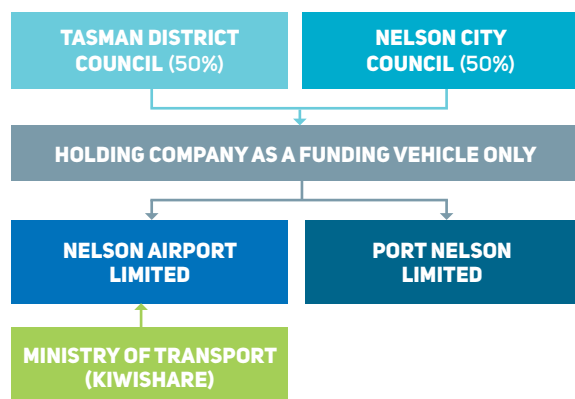 TASMAN DISTRICT
COUNCIL (50%)
NELSON CITY
COUNCIL (50%)
HOLDING COMPANY AS A FUNDING VEHICLE ONLY
NELSON AIRPORT
LIMITED
PORT NELSON
LIMITED
MINISTRY OF TRANSPORT
(KIWISHARE)